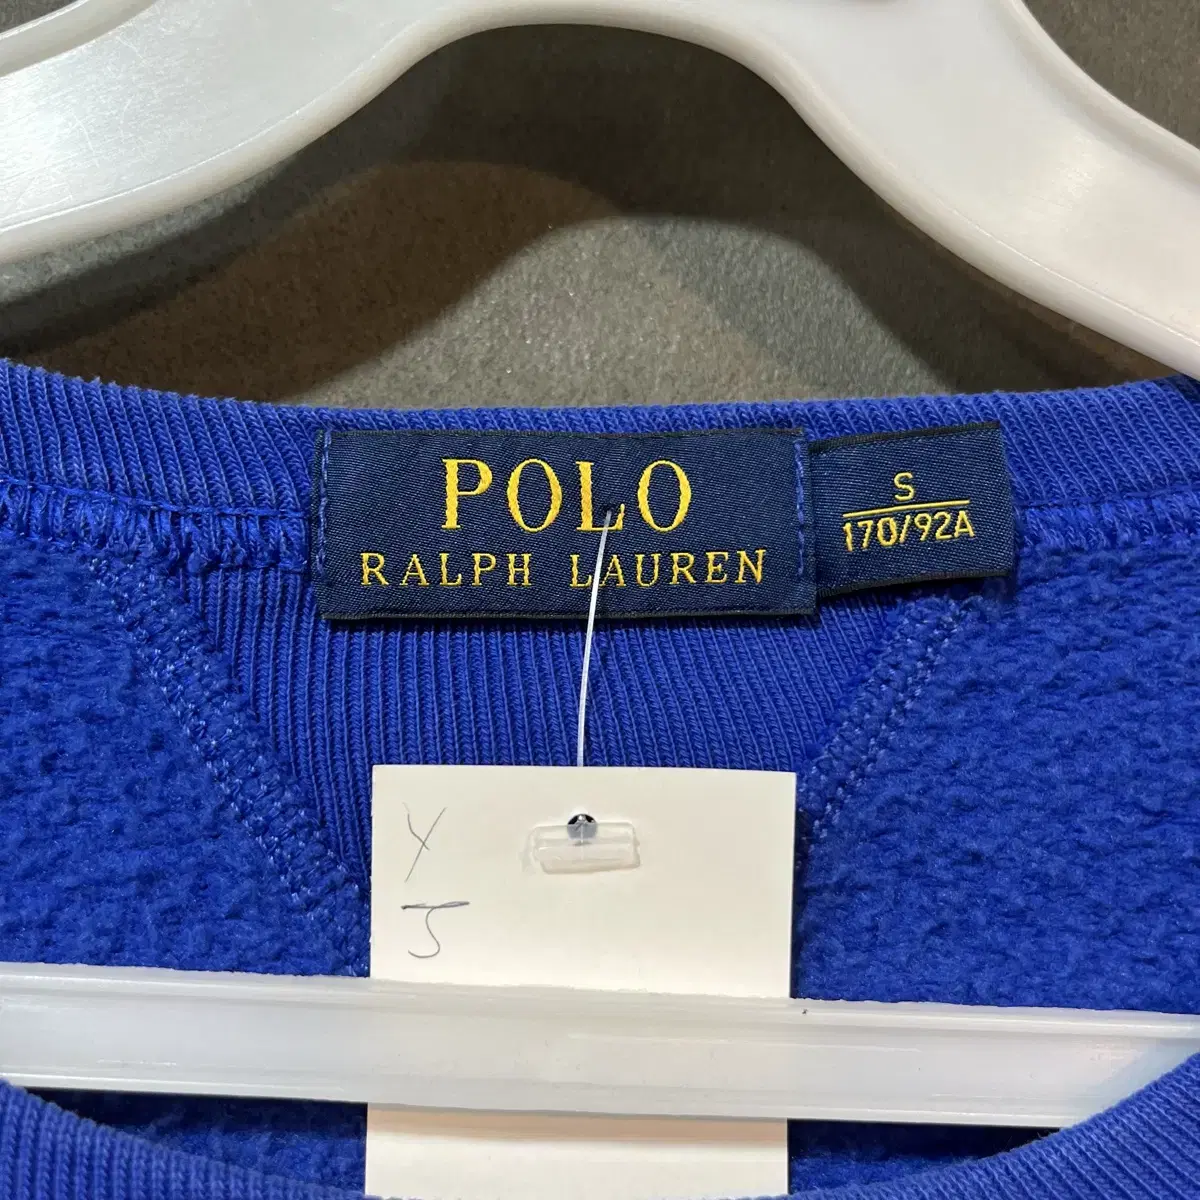 POLO
RALPH LAUREN
S
170/92A
Y
J